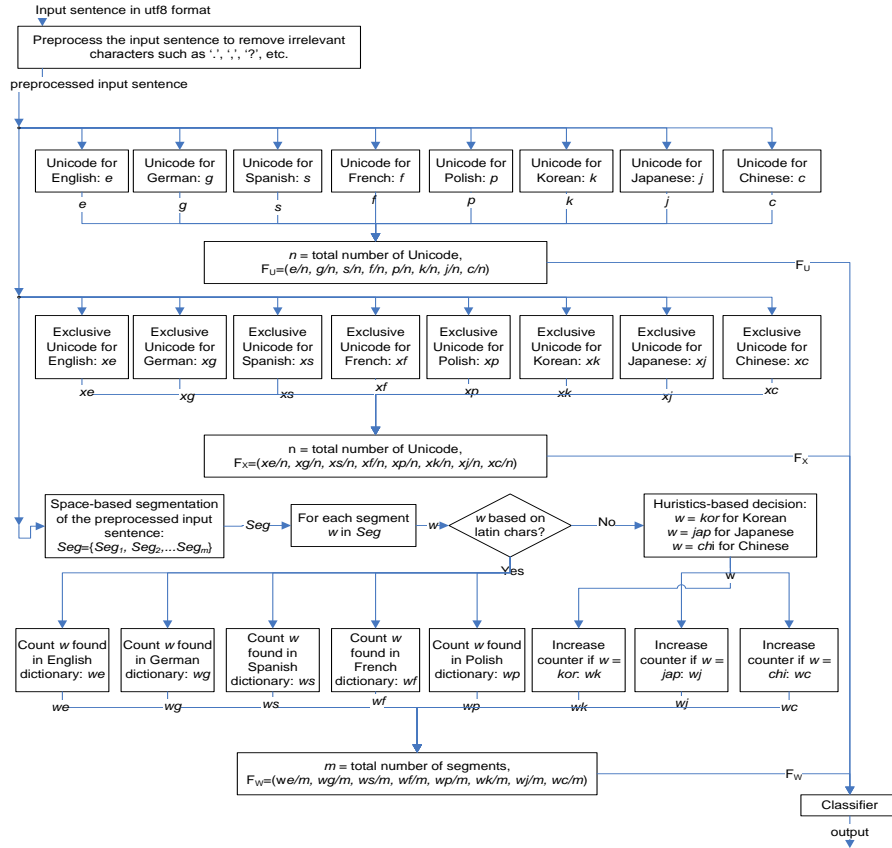 Input sentence in utf8 format
Preprocess the input sentence to remove irrelevant
characters such as ‘.’, ‘,’, ‘?’, etc.
preprocessed input sentence
Unicode for
English: e
Unicode for
German: g
Unicode for
Spanish: s
Unicode for
French: f
Unicode for
Polish: p
Unicode for
Korean: k
Unicode for
Japanese: j
Unicode for
Chinese: c
e
g
s
f
p
k
j
c
n = total number of Unicode,
FU=(e/n, g/n, s/n, f/n, p/n, k/n, j/n, c/n)
FU
Exclusive
Unicode for
English: xe
Exclusive
Unicode for
German: xg
Exclusive
Unicode for
Spanish: xs
Exclusive
Unicode for
French: xf
Exclusive
Unicode for
Polish: xp
Exclusive
Unicode for
Korean: xk
Exclusive
Unicode for
Japanese: xj
Exclusive
Unicode for
Chinese: xc
xe
xg
xs
xf
xp
xk
xj
xc
n = total number of Unicode,
FX=(xe/n, xg/n, xs/n, xf/n, xp/n, xk/n, xj/n, xc/n)
FX
Space-based segmentation
of the preprocessed input
sentence:
Seg={Seg1, Seg2,...Segm}
Seg
For each segment
w in Seg
w
w based on
latin chars?
No
Yes
Huristics-based decision:
w = kor for Korean
w = jap for Japanese
w = chi for Chinese
w
Count w found
in English
dictionary: we
Count w found
in German
dictionary: wg
Count w
found in
Spanish
dictionary: ws
Count w
found in
French
dictionary: wf
Count w found
in Polish
dictionary: wp
Increase
counter if w =
kor: wk
Increase
counter if w =
jap: wj
Increase
counter if w =
chi: wc
we
wg
ws
wf
wp
wk
wj
wc
m = total number of segments,
FW=(we/m, wg/m, ws/m, wf/m, wp/m, wk/m, wj/m, wc/m)
FW
Classifier
output